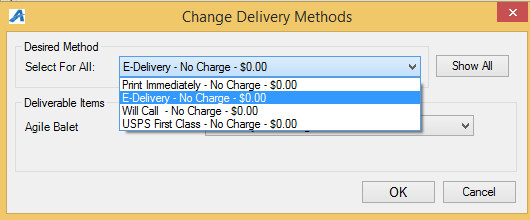 Change Delivery Methods
Desired Method
Select For All:
E-Delivery - No Charge - $0.00
Show All
Print Immediately - No Charge - $0.00
E-Delivery - No Charge - $0.00
Will Call - No Charge - $0.00
USPS First Class - No Charge - $0.00
Deliverable Items
Agile Balet
OK
Cancel